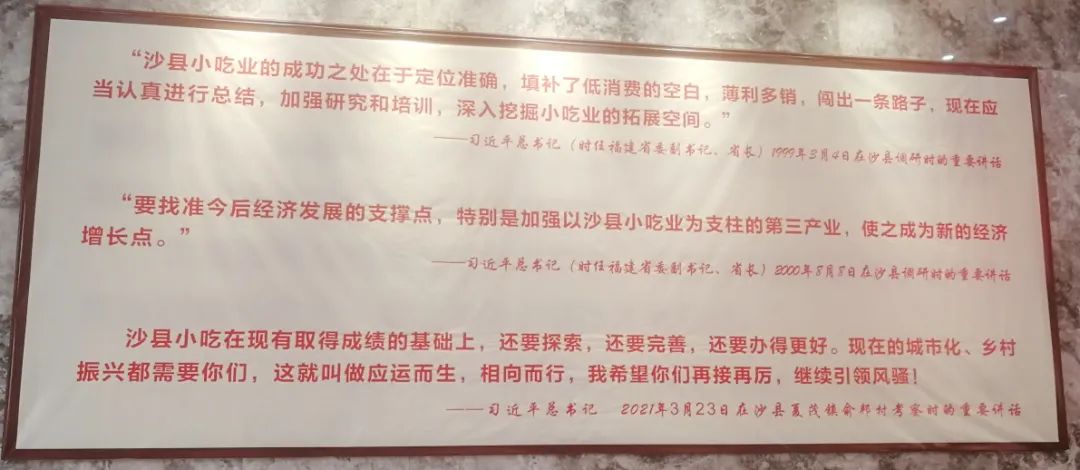 “沙县小吃业的成功之处在于定位准确，填补了低消费的空白，薄利多销，闯出一条路子，现在应
当认真进行总结，加强研究和培训，深入挖掘小吃业的拓展空间。”
——习近平总书记（时任福建省委副书记、省长）1999年3月4日在沙县调研时的重要讲话
“要找准今后经济发展的支撑点，特别是加强以沙县小吃业为支柱的第三产业，使之成为新的经济
增长点。”
——习近平总书记（时任福建省委副书记、省长）2000年8月8日在沙县调研时的重要讲话
沙县小吃在现有取得成绩的基础上，还要探索，还要完善，还要办得更好。现在的城市化、乡村
振兴都需要你们，这就叫做应运而生，相向而行，我希望你们再接再厉，继续引领风骚！
——习近平总书记 2021年3月23日在沙县夏茂镇俞邦村考察时的重要讲话